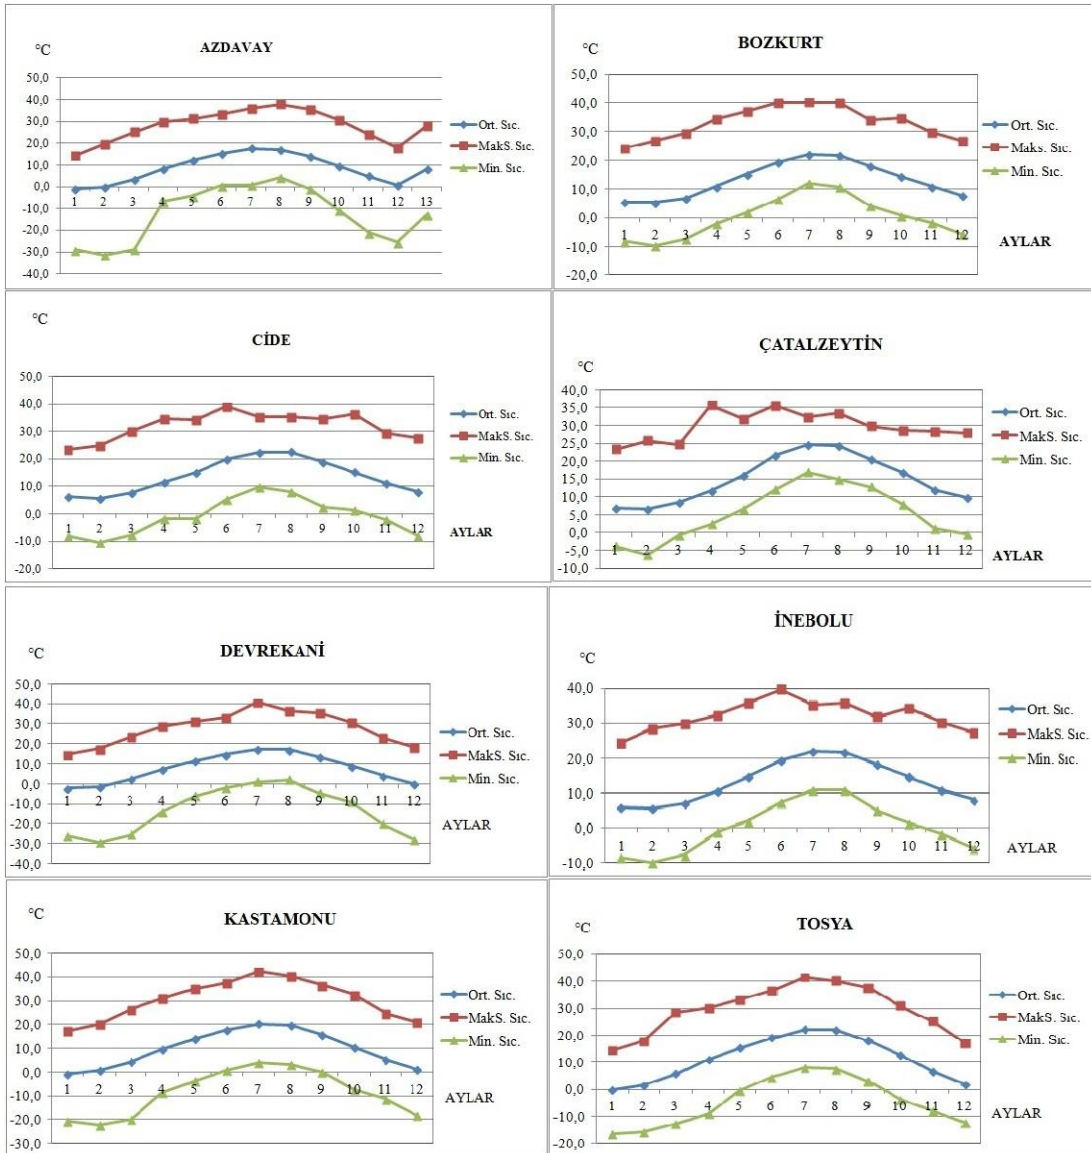 °C
AZDAVAY
50,0
40,0
30,0
20,0
10,0
0,0
-10,0
-20,0
-30,0
-40,0
1 2 3 4 5 6 7 8 9 10 11 12 13
Ort. Sıc.
MakS. Sıc.
Min. Sıc.
°C
BOZKURT
50,0
40,0
30,0
20,0
10,0
0,0
-10,0
-20,0
1 2 3 4 5 6 7 8 9 10 11 12
Ort. Sıc.
Maks. Sıc.
Min. Sıc.
AYLAR
°C
CİDE
50,0
40,0
30,0
20,0
10,0
0,0
-10,0
-20,0
1 2 3 4 5 6 7 8 9 10 11 12
Ort. Sıc.
MakS. Sıc.
Min. Sıc.
AYLAR
ÇATALZEYTİN
°C
40,0
35,0
30,0
25,0
20,0
15,0
10,0
5,0
0,0
-5,0
-10,0
1 2 3 4 5 6 7 8 9 10 11 12
Ort. Sıc.
MakS. Sıc.
Min. Sıc.
AYLAR
°C
DEVREKANİ
50,0
40,0
30,0
20,0
10,0
0,0
-10,0
-20,0
-30,0
-40,0
1 2 3 4 5 6 7 8 9 10 11 12
Ort. Sıc.
MakS. Sıc.
Min. Sıc.
AYLAR
İNEBOLU
°C
40,0
30,0
20,0
10,0
0,0
-10,0
1 2 3 4 5 6 7 8 9 10 11 12
Ort. Sıc.
MakS. Sıc.
Min. Sıc.
AYLAR
°C
KASTAMONU
50,0
40,0
30,0
20,0
10,0
0,0
-10,0
-20,0
-30,0
1 2 3 4 5 6 7 8 9 10 11 12
Ort. Sıc.
MakS. Sıc.
Min. Sıc.
AYLAR
°C
TOSYA
50,0
40,0
30,0
20,0
10,0
0,0
-10,0
-20,0
1 2 3 4 5 6 7 8 9 10 11 12
Ort. Sıc.
MakS. Sıc.
Min. Sıc.
AYLAR